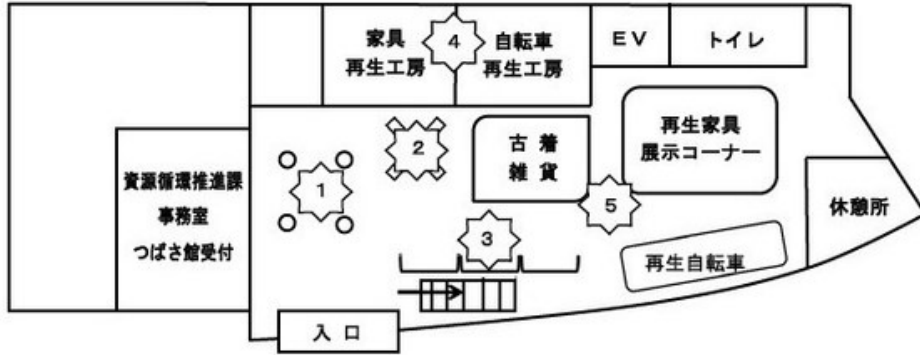 家具
再生工房
4
自転車
再生工房
EV
トイレ
資源循環推進課
事務室
つばさ館受付
1
2
古着
雑貨
再生家具
展示コーナー
5
3
休憩所
再生自転車
入口